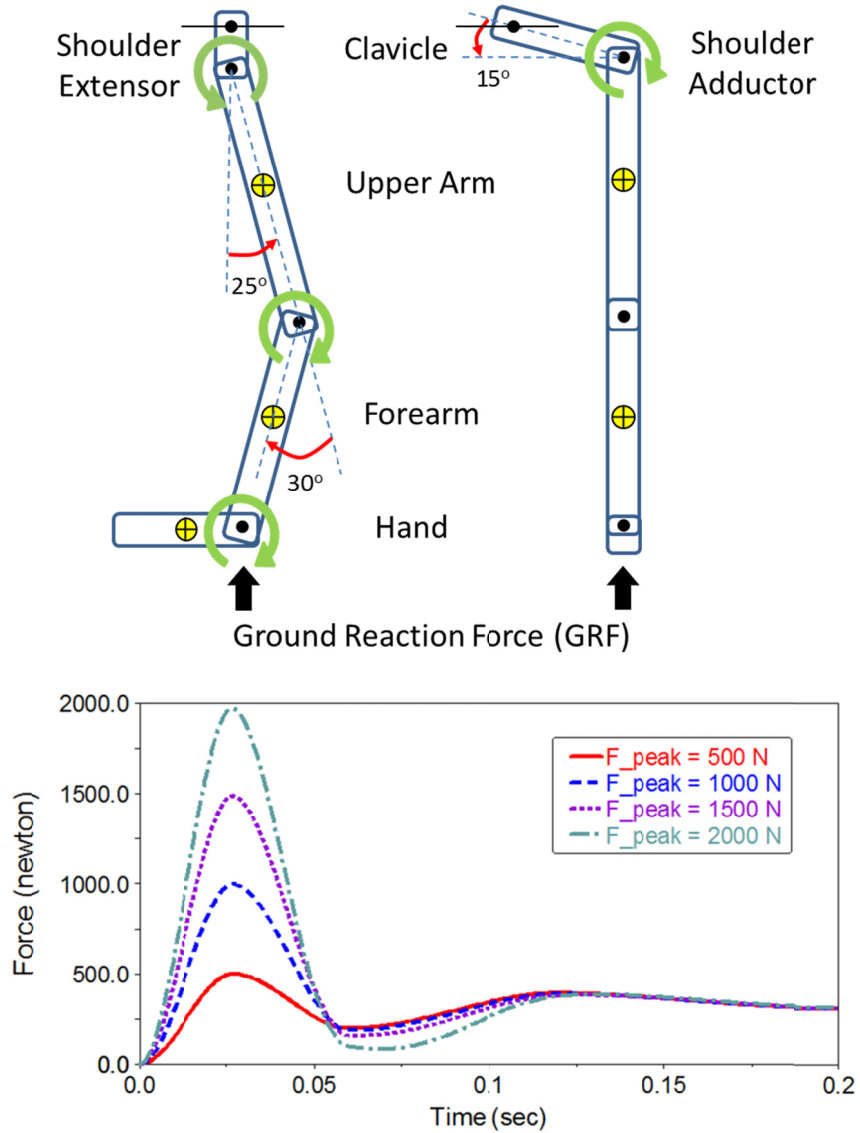 Shoulder
Extensor
Clavicle
15°
Shoulder
Adductor
Upper Arm
25°
Forearm
30°
Hand
Ground Reaction Force (GRF)
2000.0
1500.0
1000.0
500.0
0.0
Force (newton)
F_peak = 500 N
F_peak = 1000 N
F_peak = 1500 N
F_peak = 2000 N
0.0
0.05
0.1
0.15
0.2
Time (sec)